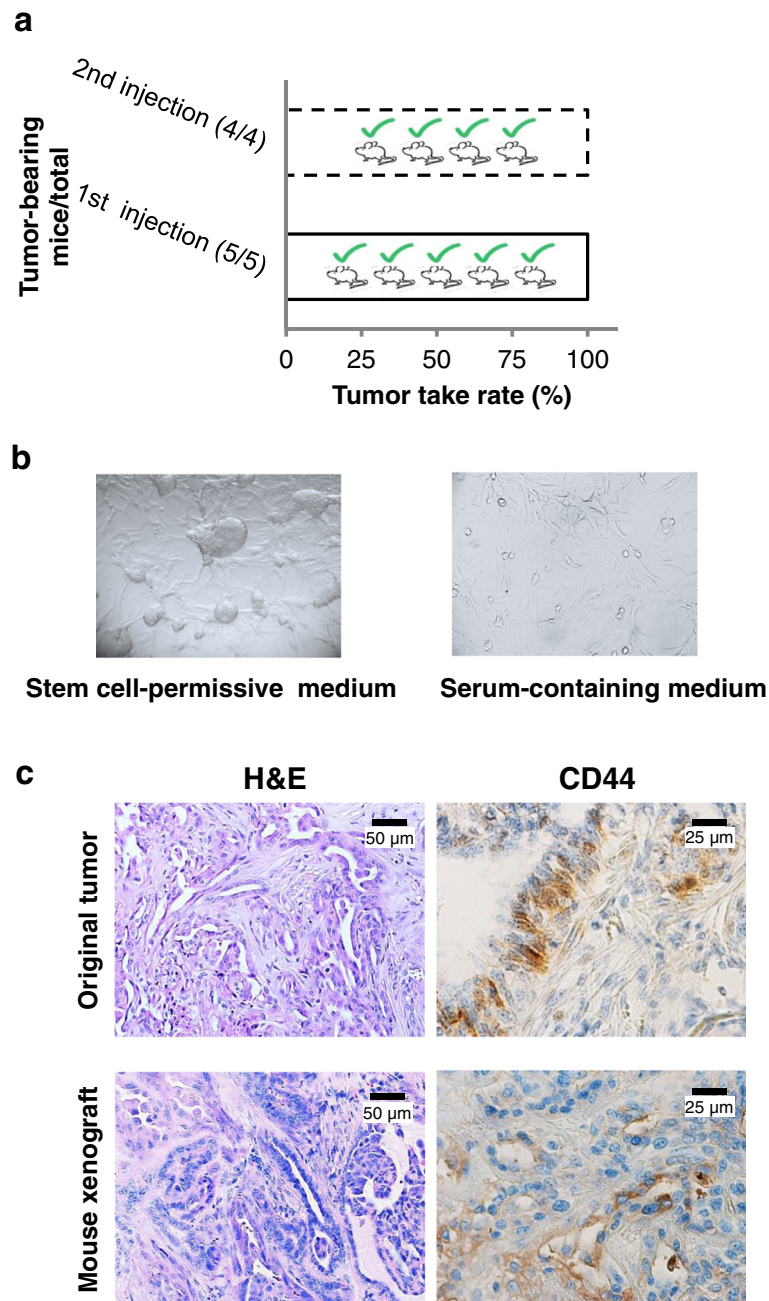 a
2nd injection (4/4)
1st injection (5/5)
Tumor-bearing
mice/total
0 25 50 75 100
Tumor take rate (%)
b
Stem cell-permissive medium
Serum-containing medium
c
H&E
CD44
Original tumor
50 µm
25 µm
Mouse xenograft
50 µm
25 µm